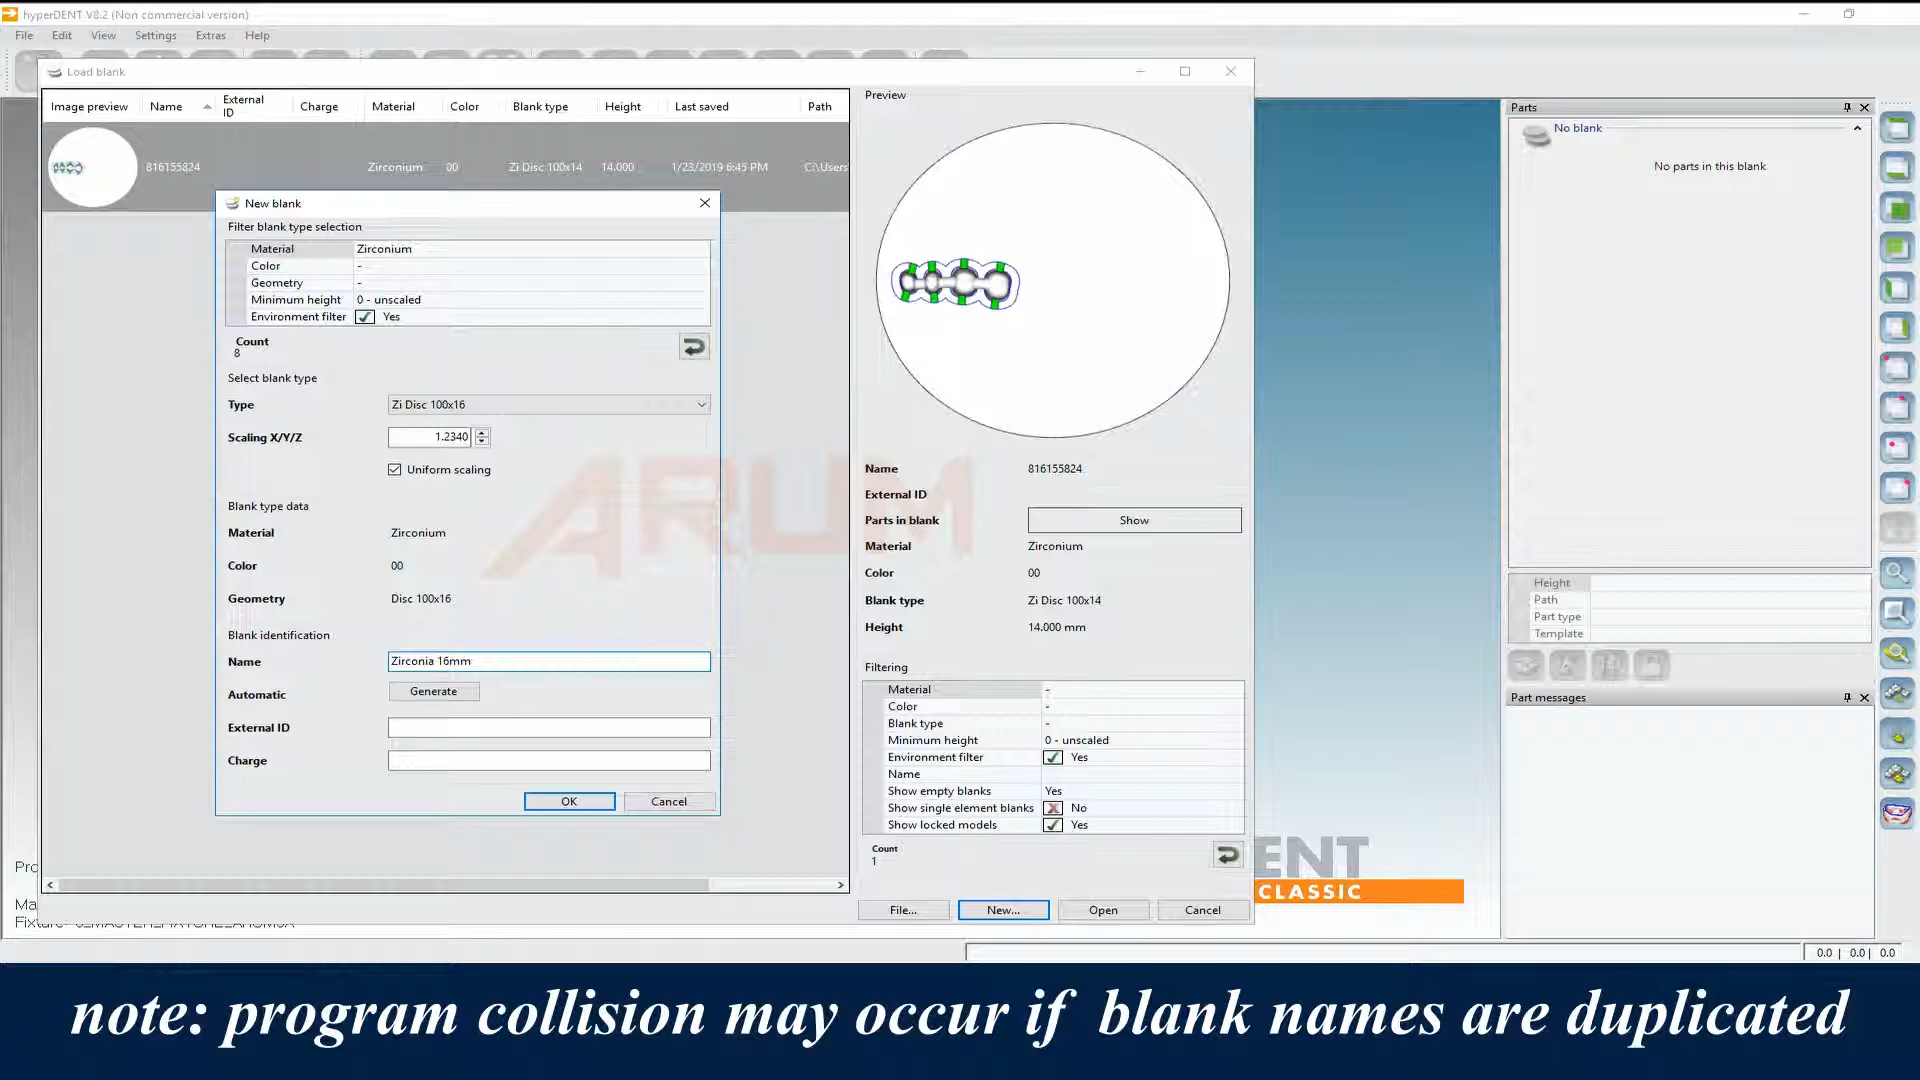 hyperDENT V8.2 (Non commercial version)
File Edit View Settings Extras Help
Load blank
Image preview Name External ID Charge Material Color Blank type Height Last saved Path
816155824 Zirconium 00 Zi Disc 100x14 14.000 1/23/2019 6:45 PM C:\Users\
New blank
Filter blank type selection
Material Zirconium
Color -
Geometry -
Minimum height 0 - unscaled
Environment filter Yes
Count
8
Select blank type
Type Zi Disc 100x16
Scaling X/Y/Z 1.2340
Uniform scaling
Blank type data
Material Zirconium
Color 00
Geometry Disc 100x16
Blank identification
Name Zirconia 16mm
Automatic Generate
External ID
Charge
OK Cancel
ARUM
Preview
Name 816155824
External ID
Parts in blank Show
Material Zirconium
Color 00
Blank type Zi Disc 100x14
Height 14.000 mm
Filtering
Material -
Color -
Blank type -
Minimum height 0 - unscaled
Environment filter Yes
Name
Show empty blanks Yes
Show single element blanks No
Show locked models Yes
Count
1
File... New... Open Cancel
Parts
No blank
No parts in this blank
Height
Path
Part type
Template
Part messages
Pro
Ma
ENT
CLASSIC
0.0 | 0.0 | 0.0
note: program collision may occur if blank names are duplicated